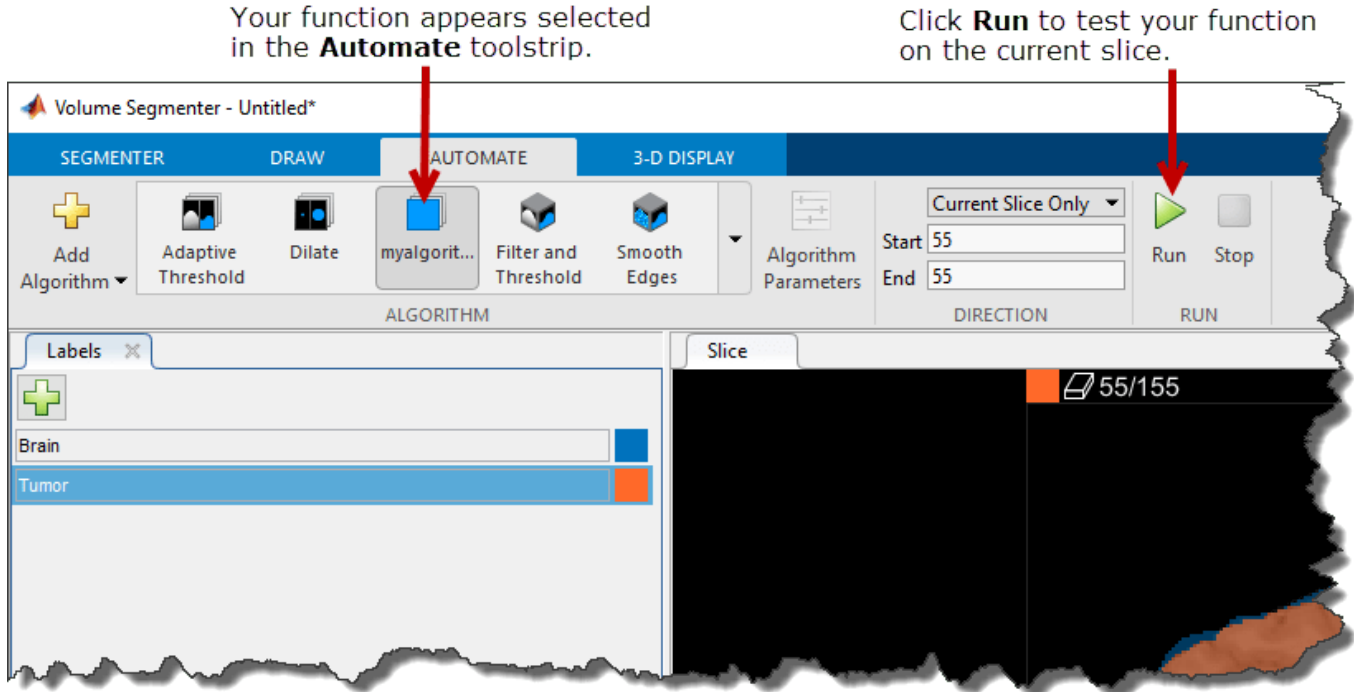 Your function appears selected
in the Automate toolstrip.
Click Run to test your function
on the current slice.
Volume Segmenter - Untitled*
SEGMENTER DRAW AUTOMATE 3-D DISPLAY
Add
Algorithm
Adaptive
Threshold
Dilate
myalgorit...
Filter and
Threshold
Smooth
Edges
ALGORITHM
Algorithm
Parameters
Current Slice Only
Start 55
End 55
DIRECTION
Run Stop
RUN
Labels
Brain
Tumor
Slice
55/155